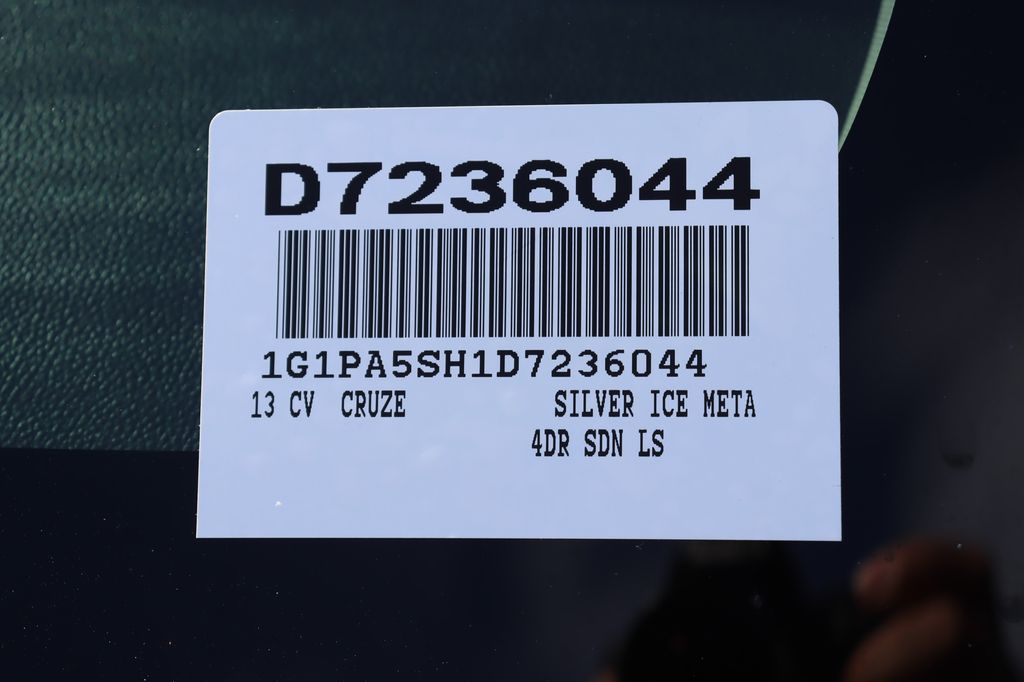 D7236044
1G1PA5SH1D7236044
13 CV CRUZE SILVER ICE META
4DR SDN LS